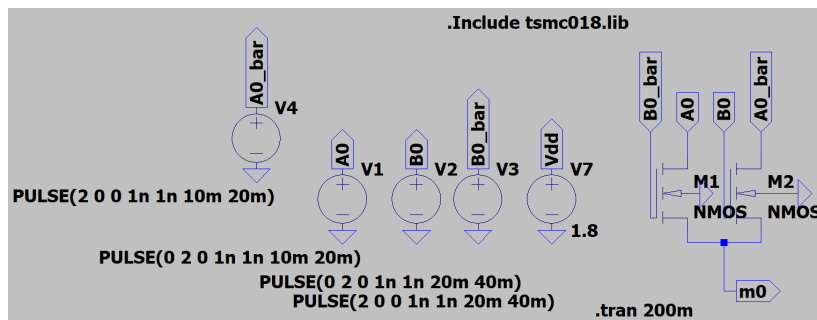 .Include tsmc018.lib
A0_bar
V4
PULSE(2 0 0 1n 1n 10m 20m)
A0
V1
PULSE(0 2 0 1n 1n 10m 20m)
B0
V2
PULSE(0 2 0 1n 1n 20m 40m)
B0_bar
V3
PULSE(2 0 0 1n 1n 20m 40m)
Vdd
V7
1.8
B0_bar
A0
B0
A0_bar
M1
NMOS
M2
NMOS
m0
.tran 200m